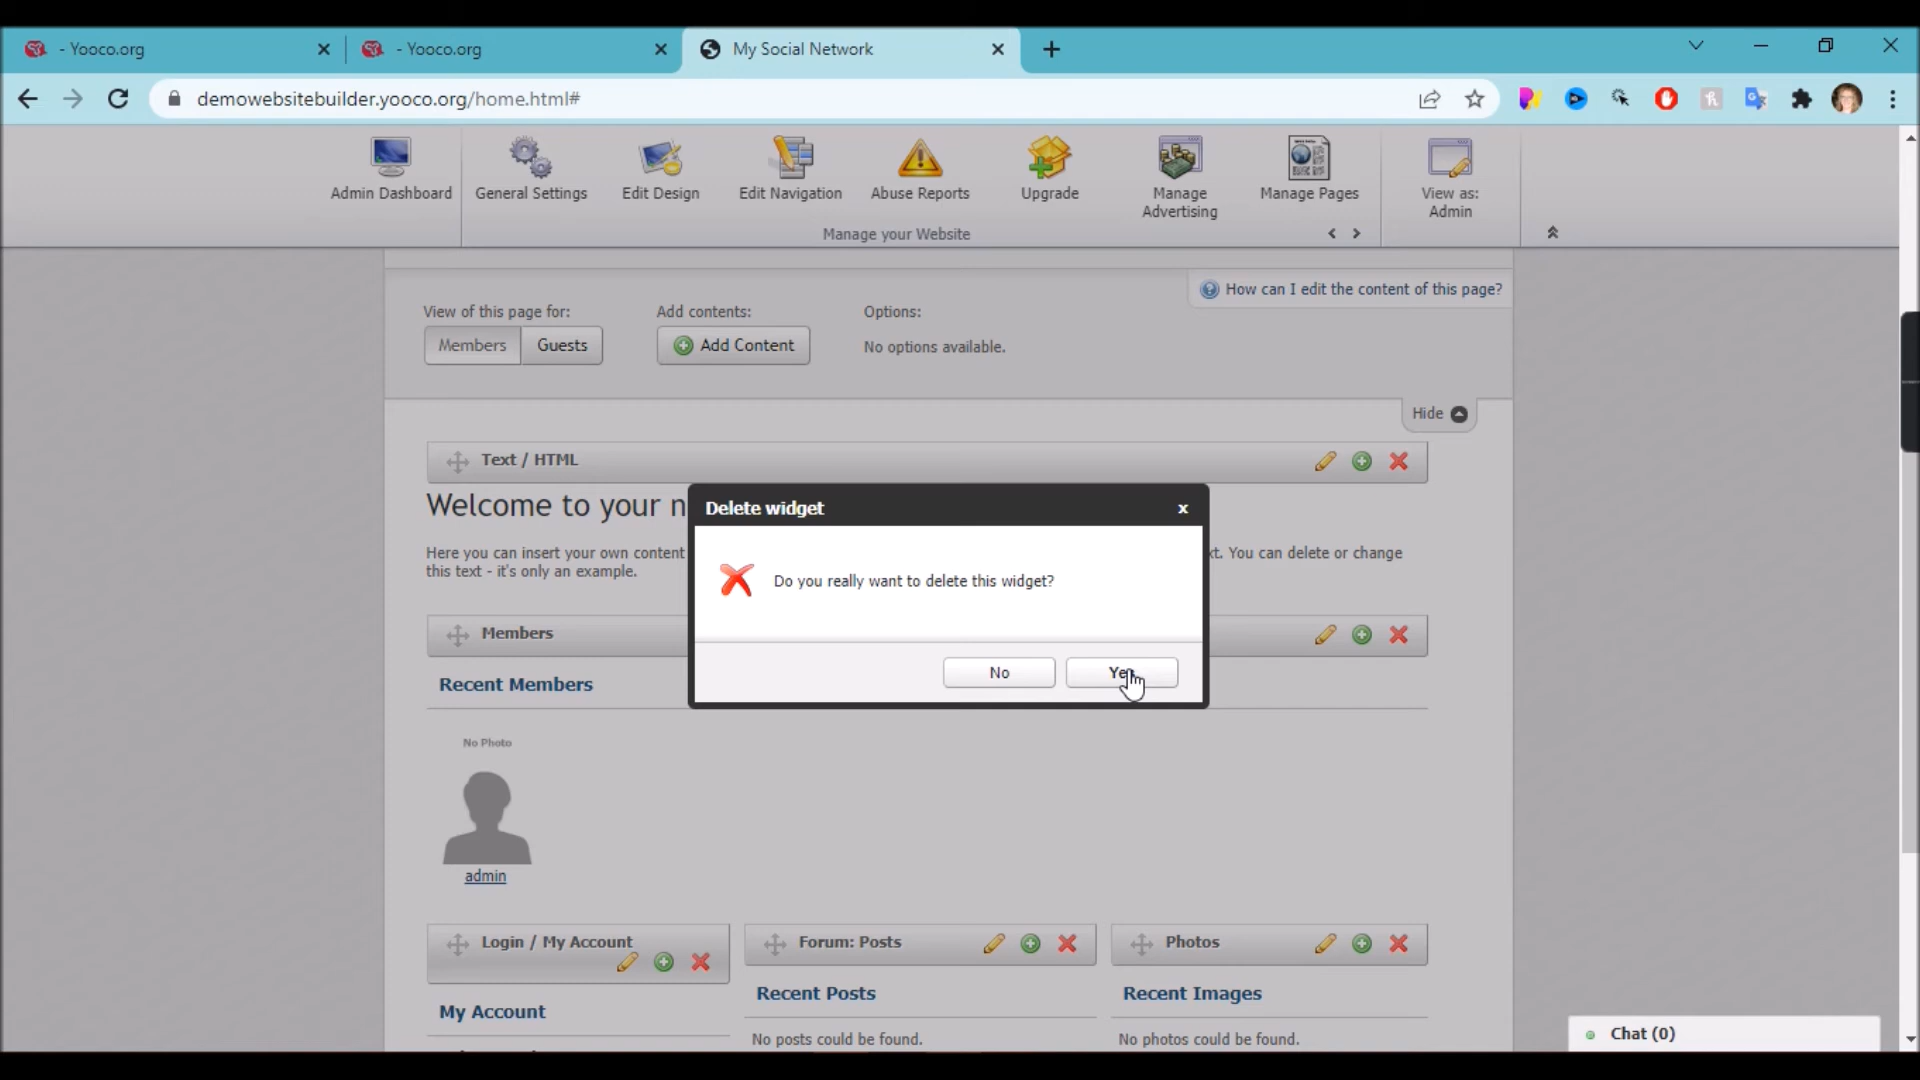 - Yooco.org
- Yooco.org
My Social Network
demowebsitebuilder.yooco.org/home.html#
Admin Dashboard
General Settings
Edit Design
Edit Navigation
Abuse Reports
Upgrade
Manage
Advertising
Manage Pages
View as:
Admin
Manage your Website
How can I edit the content of this page?
View of this page for:
Add contents:
Options:
Members
Guests
Add Content
No options available.
Hide
Text / HTML
Welcome to your n
Delete widget
x
Here you can insert your own content
xt. You can delete or change
this text - it's only an example.
Do you really want to delete this widget?
Members
No
Recent Members
No Photo
admin
Login / My Account
Forum: Posts
Photos
My Account
Recent Posts
Recent Images
No posts could be found.
No photos could be found.
Chat (0)